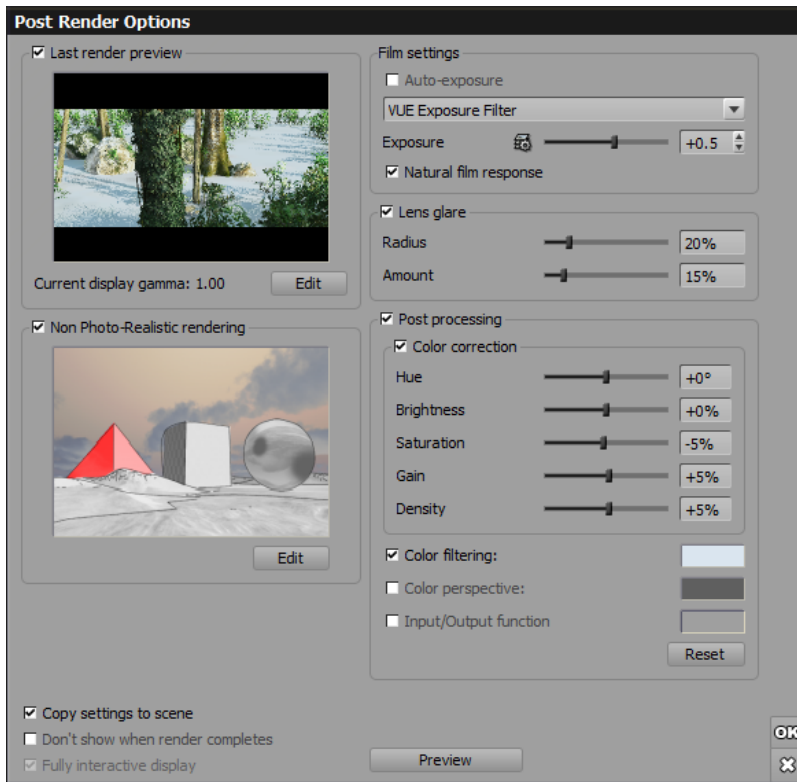 Post Render Options
Last render preview
Current display gamma: 1.00
Edit
Non Photo-Realistic rendering
Edit
Film settings
Auto-exposure
VUE Exposure Filter
Exposure +0.5
Natural film response
Lens glare
Radius 20%
Amount 15%
Post processing
Color correction
Hue +0°
Brightness +0%
Saturation -5%
Gain +5%
Density +5%
Color filtering:
Color perspective:
Input/Output function
Reset
Copy settings to scene
Don't show when render completes
Fully interactive display
Preview
OK